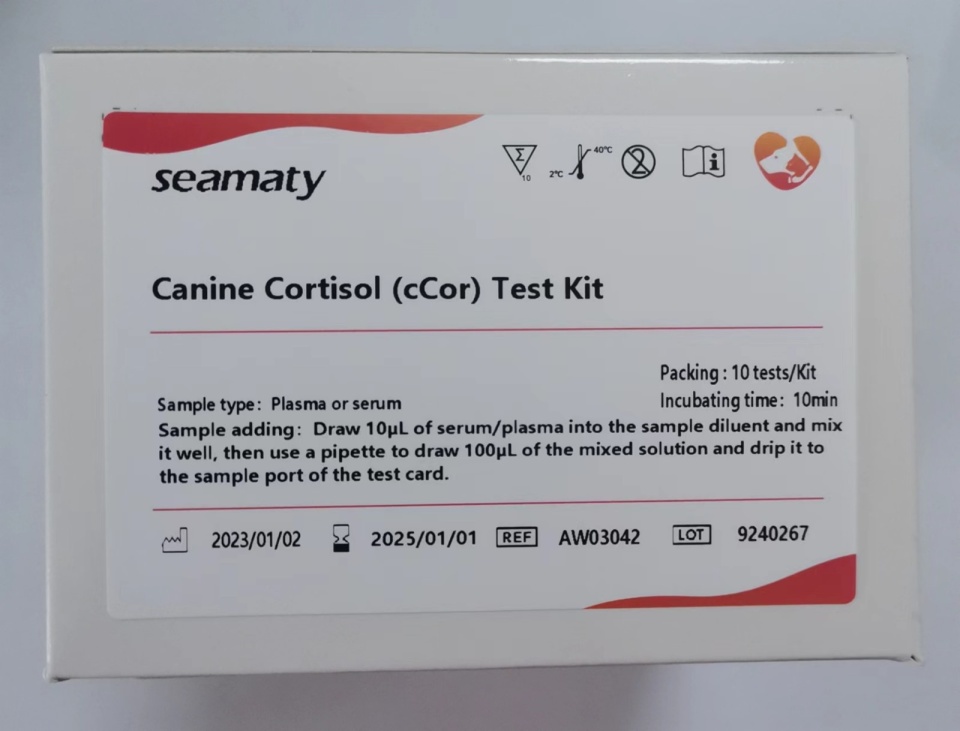 seamaty
Σ
10
2℃
40℃
2
i
Canine Cortisol (cCor) Test Kit
Packing : 10 tests/Kit
Sample type: Plasma or serum
Incubating time: 10min
Sample adding: Draw 10μL of serum/plasma into the sample diluent and mix
it well, then use a pipette to draw 100μL of the mixed solution and drip it to
the sample port of the test card.
2023/01/02 2025/01/01 REF AW03042 LOT 9240267